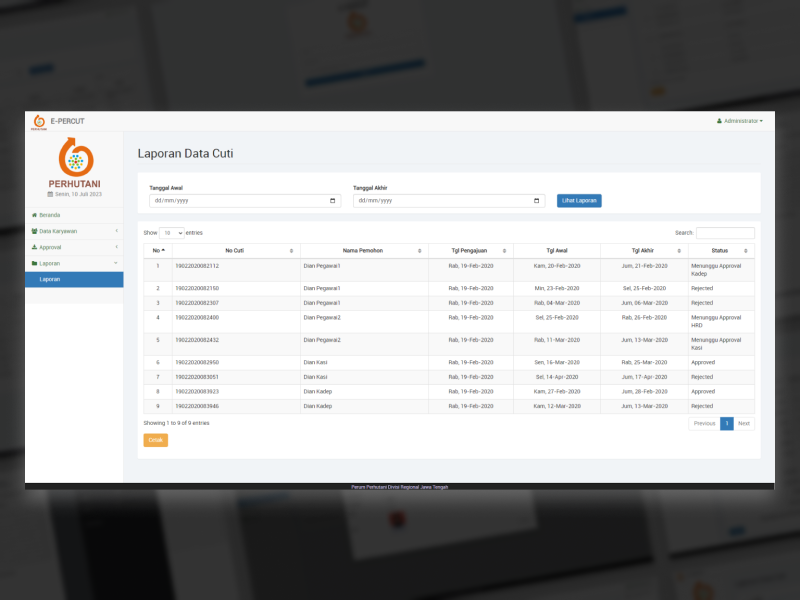 E-PERCUT
Administrator
PERHUTANI
Senin, 10 Juli 2023
Beranda
Data Karyawan
Approval
Laporan
Laporan
Laporan Data Cuti
Tanggal Awal Tanggal Akhir
dd/mm/yyyy dd/mm/yyyy Lihat Laporan
Show 10 entries Search:
No No Cuti Nama Pemohon Tgl Pengajuan Tgl Awal Tgl Akhir Status
1 19022020082112 Dian Pegawai1 Rab, 19-Feb-2020 Kam, 20-Feb-2020 Jum, 21-Feb-2020 Menunggu Approval
Kadep
2 19022020082150 Dian Pegawai1 Rab, 19-Feb-2020 Min, 23-Feb-2020 Sel, 25-Feb-2020 Rejected
3 19022020082307 Dian Pegawai1 Rab, 19-Feb-2020 Rab, 04-Mar-2020 Jum, 06-Mar-2020 Rejected
4 19022020082400 Dian Pegawai2 Rab, 19-Feb-2020 Sel, 25-Feb-2020 Rab, 26-Feb-2020 Menunggu Approval
HRD
5 19022020082432 Dian Pegawai2 Rab, 19-Feb-2020 Rab, 11-Mar-2020 Jum, 13-Mar-2020 Menunggu Approval
Kasi
6 19022020082950 Dian Kasi Rab, 19-Feb-2020 Sen, 16-Mar-2020 Rab, 25-Mar-2020 Approved
7 19022020083051 Dian Kasi Rab, 19-Feb-2020 Sel, 14-Apr-2020 Jum, 17-Apr-2020 Rejected
8 19022020083923 Dian Kadep Rab, 19-Feb-2020 Kam, 27-Feb-2020 Jum, 28-Feb-2020 Approved
9 19022020083946 Dian Kadep Rab, 19-Feb-2020 Kam, 12-Mar-2020 Jum, 13-Mar-2020 Rejected
Showing 1 to 9 of 9 entries Previous 1 Next
Cetak
Perum Perhutani Divisi Regional Jawa Tengah